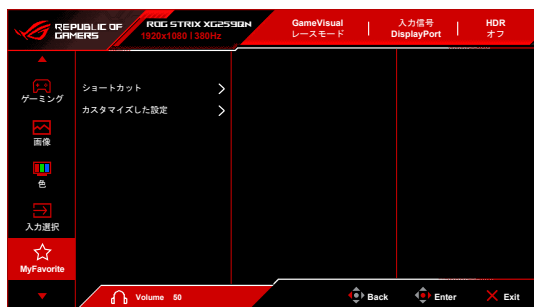 REPUBLIC OF
GAMERS
ROG STRIX XG259QN
1920x1080 | 360Hz
GameVisual
レースモード
入力信号
DisplayPort
HDR
オフ
ゲーミング
画像
色
入力選択
MyFavorite
ショートカット
カスタマイズした設定
Volume 50
Back
Enter
Exit